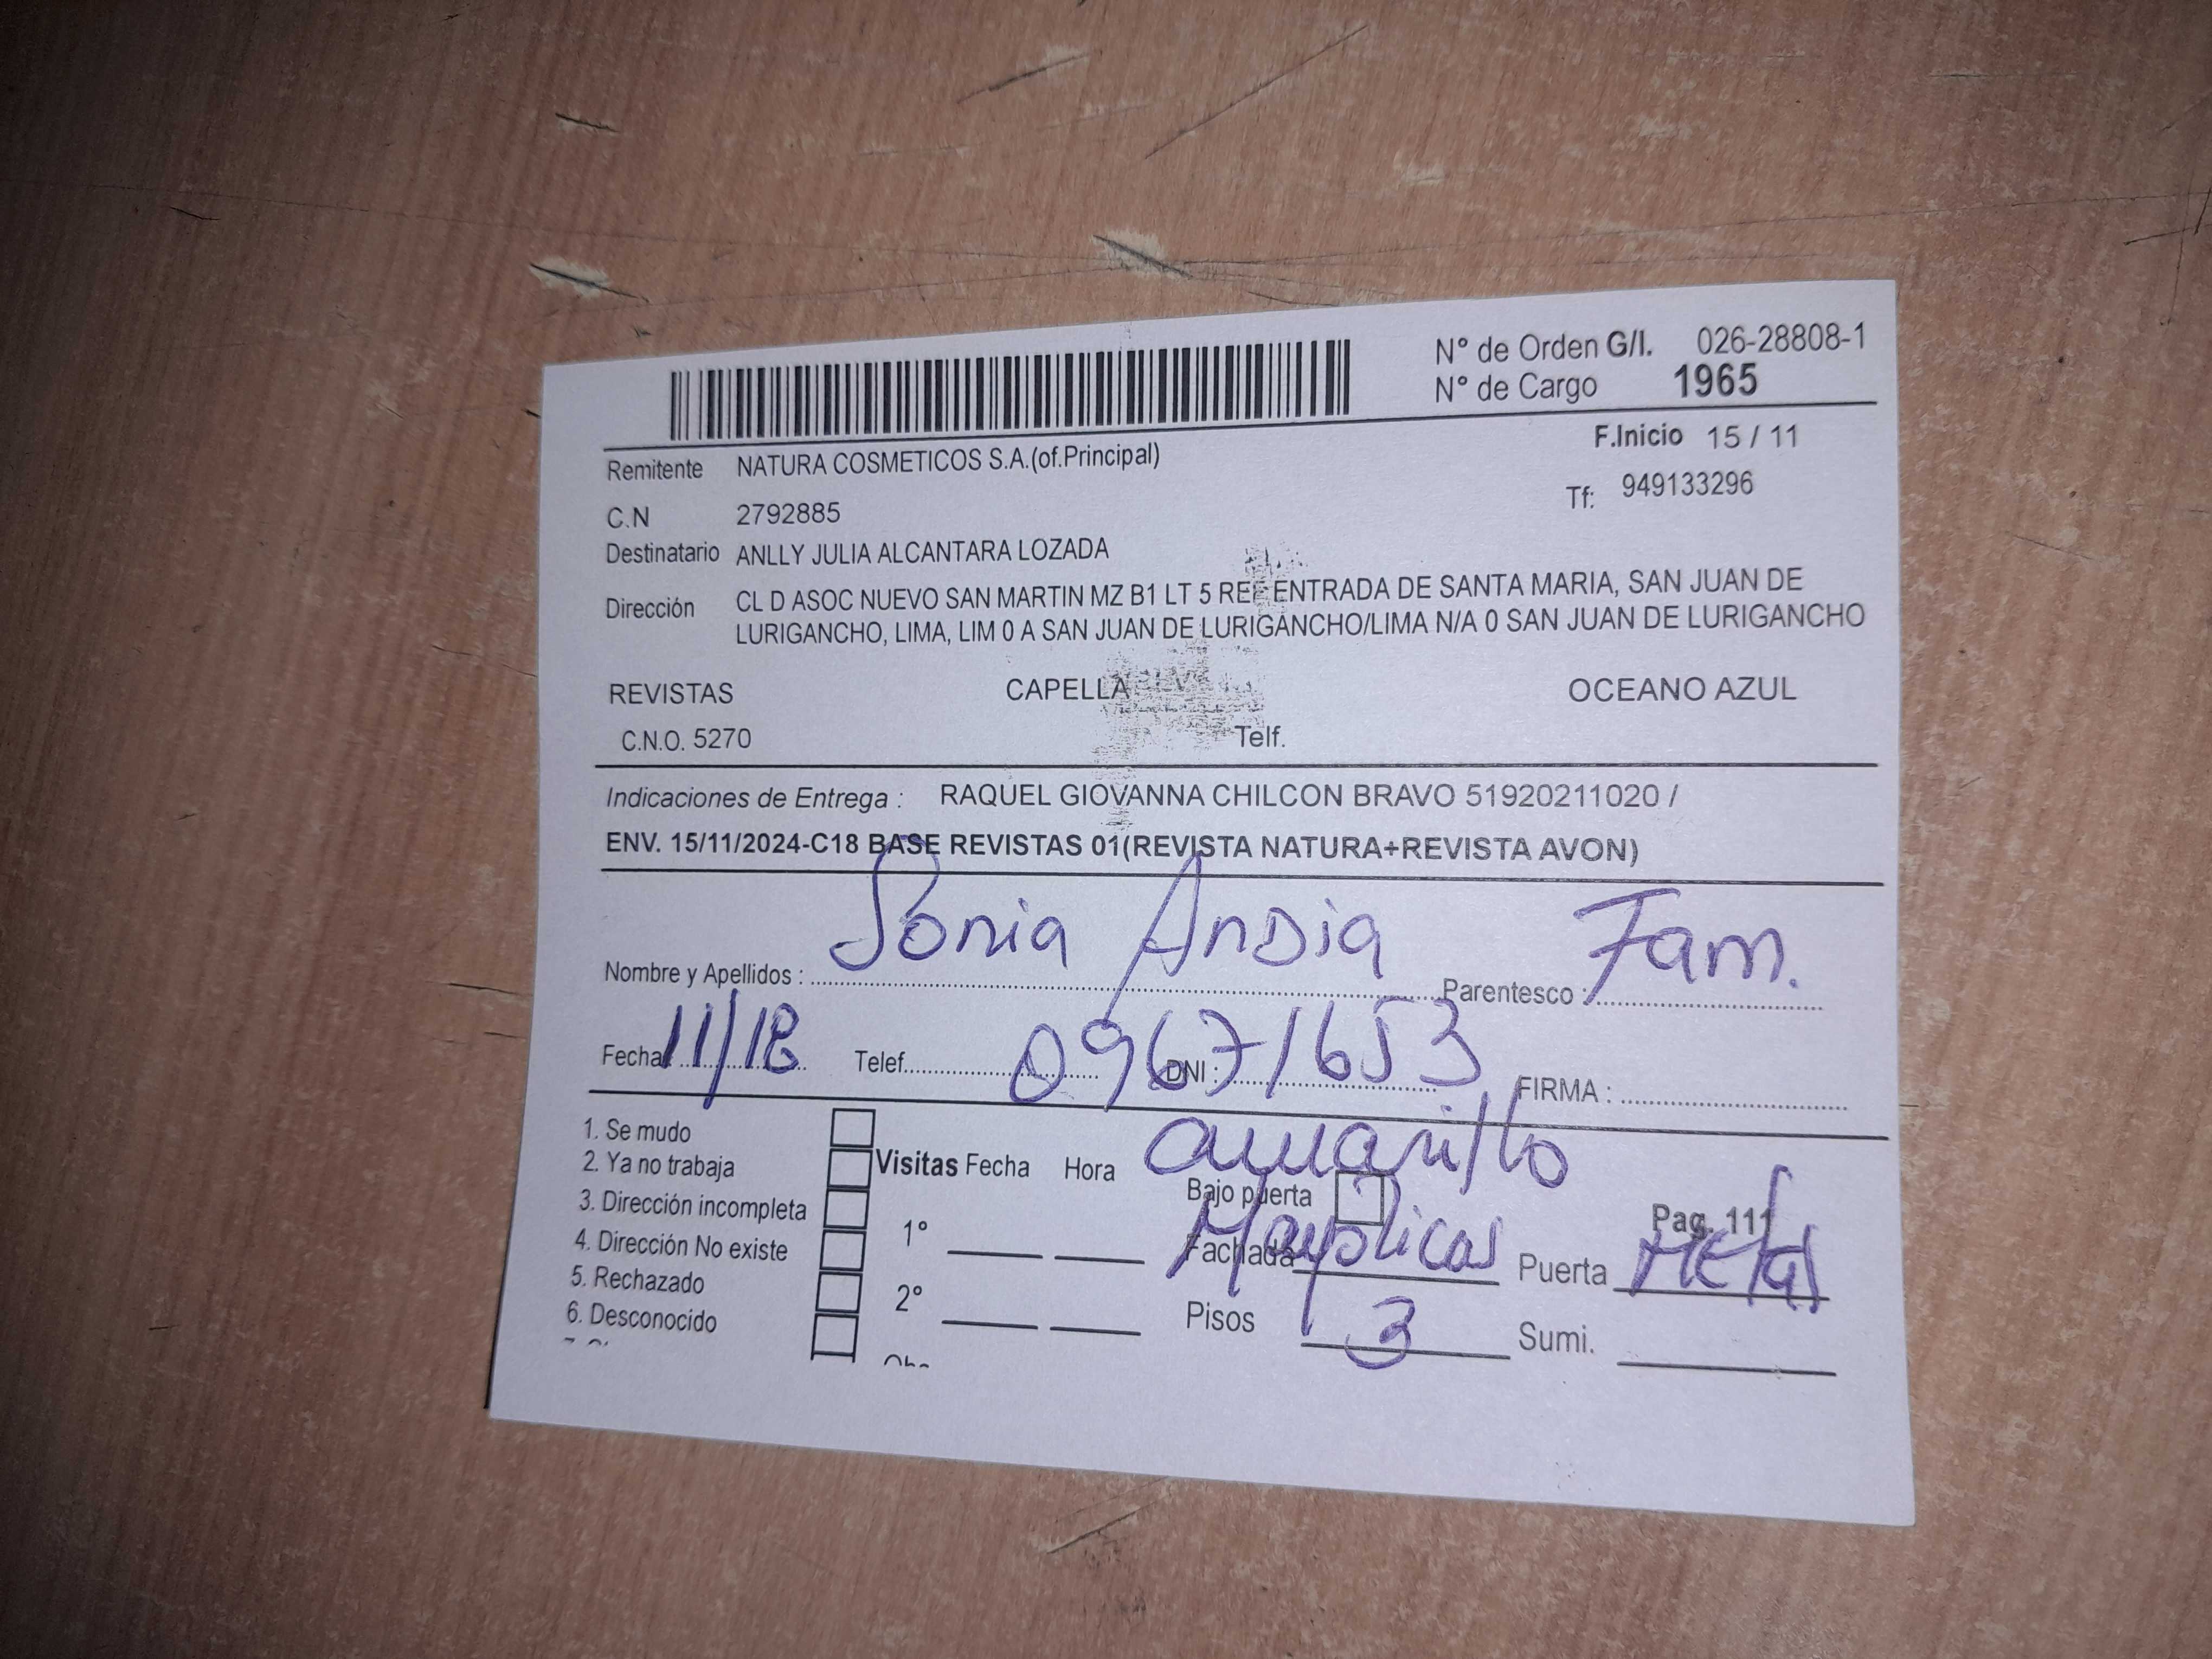 N° de Orden G/I. 026-28808-1
N° de Cargo 1965
F.Inicio 15 / 11
Remitente NATURA COSMETICOS S.A.(of.Principal)
Tf: 949133296
C.N 2792885
Destinatario ANLLY JULIA ALCANTARA LOZADA
Dirección CL D ASOC NUEVO SAN MARTIN MZ B1 LT 5 REF ENTRADA DE SANTA MARIA, SAN JUAN DE
LURIGANCHO, LIMA, LIM 0 A SAN JUAN DE LURIGANCHO/LIMA N/A 0 SAN JUAN DE LURIGANCHO
REVISTAS CAPELLA OCEANO AZUL
C.N.O. 5270 Telf.
Indicaciones de Entrega : RAQUEL GIOVANNA CHILCON BRAVO 51920211020 /
ENV. 15/11/2024-C18 BASE REVISTAS 01(REVISTA NATURA+REVISTA AVON)
Nombre y Apellidos : Sonia Andia Parentesco : Fam.
Fecha 11/18 Telef. DNI : 09671653 FIRMA :
1. Se mudo
2. Ya no trabaja
3. Dirección incompleta
4. Dirección No existe
5. Rechazado
6. Desconocido
Visitas Fecha Hora
1°
2°
amarillo
Bajo puerta
Pag. 111
Fachada Mayolicas Puerta Metal
Pisos 3 Sumi.